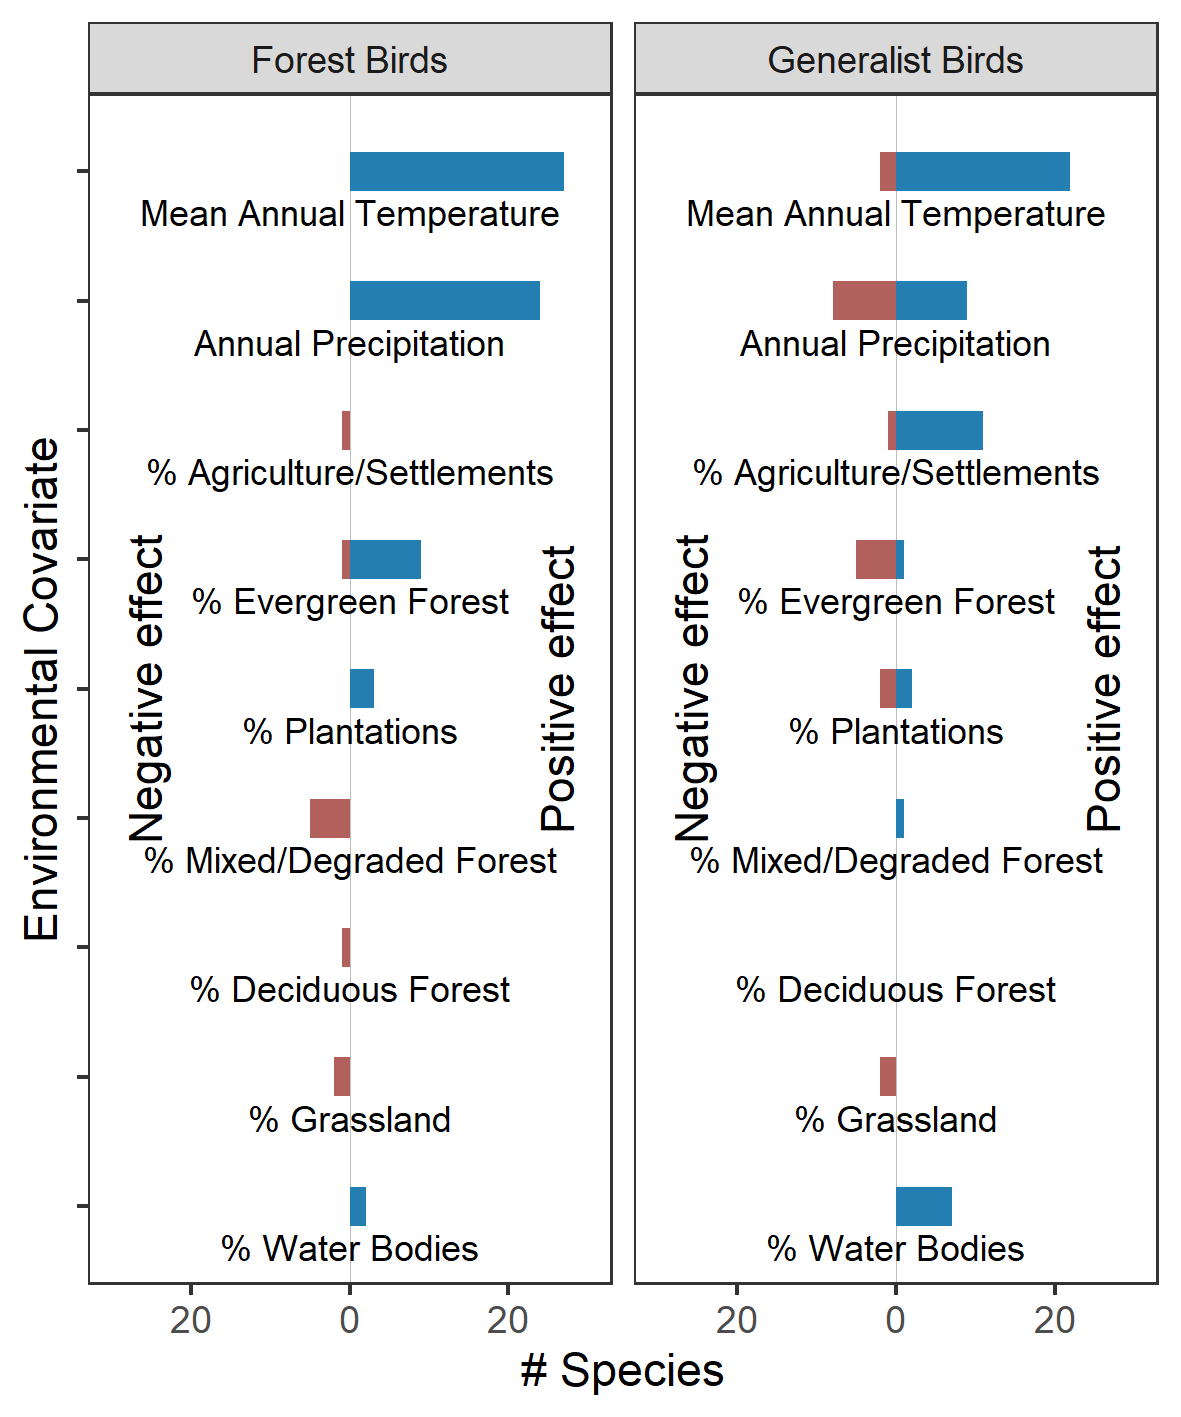 Forest Birds
Generalist Birds
Environmental Covariate
Negative effect
Positive effect
Mean Annual Temperature
Annual Precipitation
% Agriculture/Settlements
% Evergreen Forest
% Plantations
% Mixed/Degraded Forest
% Deciduous Forest
% Grassland
% Water Bodies
20 0 20
Negative effect
Positive effect
Mean Annual Temperature
Annual Precipitation
% Agriculture/Settlements
% Evergreen Forest
% Plantations
% Mixed/Degraded Forest
% Deciduous Forest
% Grassland
% Water Bodies
20 0 20
# Species